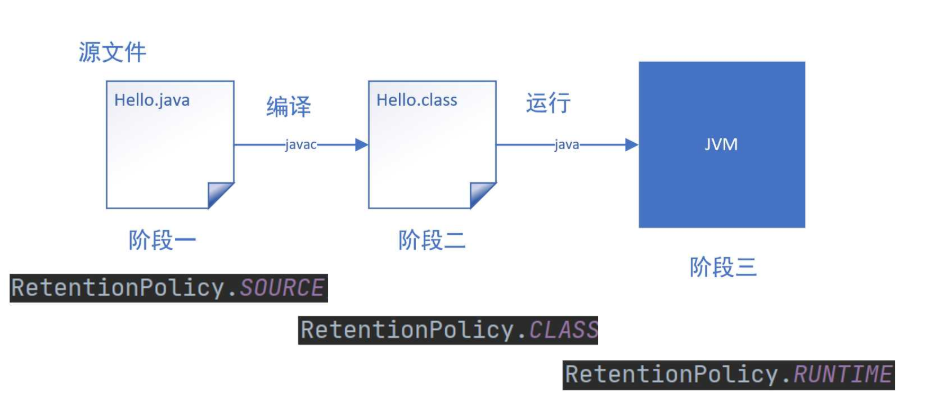 源文件
Hello.java
编译
javac
Hello.class
运行
java
JVM
阶段一
阶段二
阶段三
RetentionPolicy.SOURCE
RetentionPolicy.CLASS
RetentionPolicy.RUNTIME